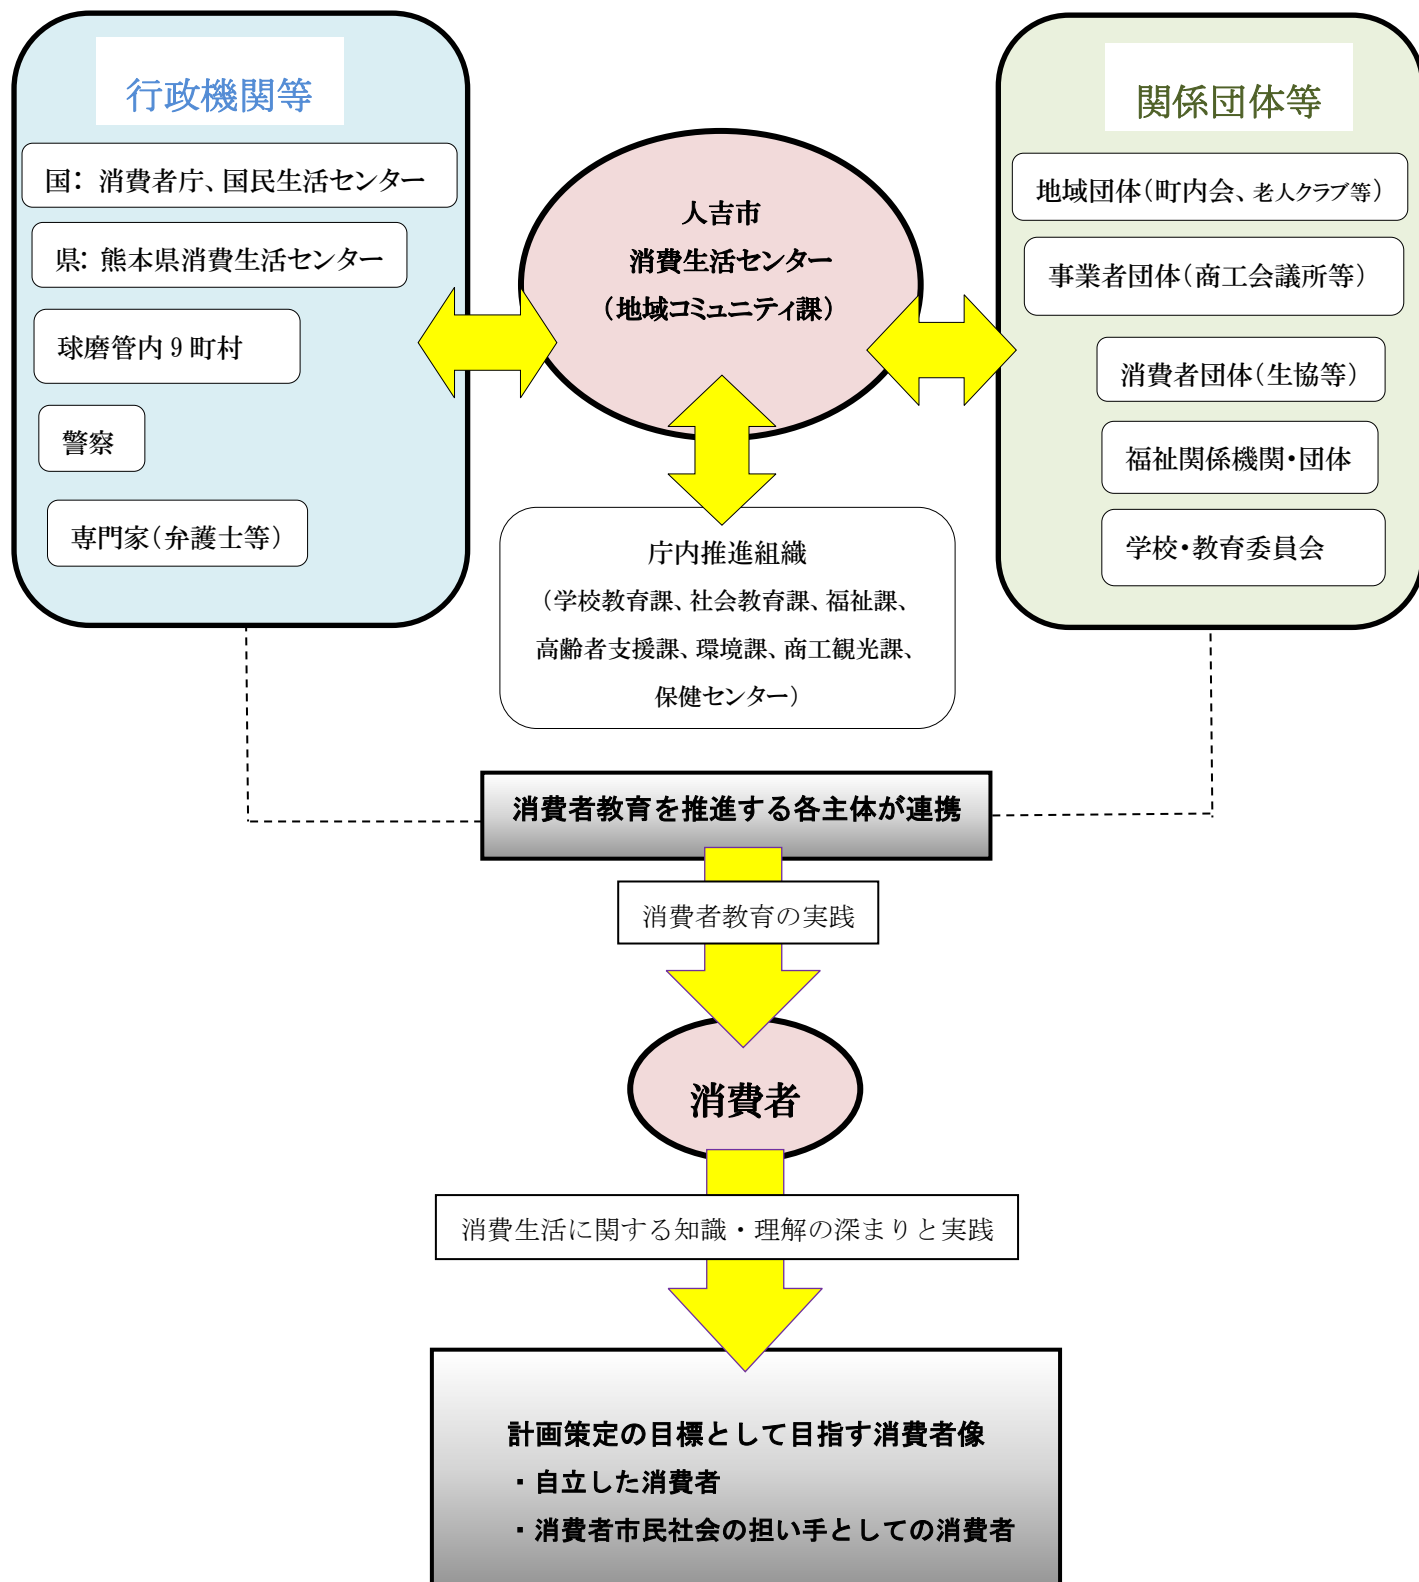 行政機関等
国：消費者庁、国民生活センター
県：熊本県消費生活センター
球磨管内９町村
警察
専門家（弁護士等）
人吉市
消費生活センター
（地域コミュニティ課）
関係団体等
地域団体（町内会、老人クラブ等）
事業者団体（商工会議所等）
消費者団体（生協等）
福祉関係機関・団体
学校・教育委員会
庁内推進組織
（学校教育課、社会教育課、福祉課、
高齢者支援課、環境課、商工観光課、
保健センター）
消費者教育を推進する各主体が連携
消費者教育の実践
消費者
消費生活に関する知識・理解の深まりと実践
計画策定の目標として目指す消費者像
・自立した消費者
・消費者市民社会の担い手としての消費者